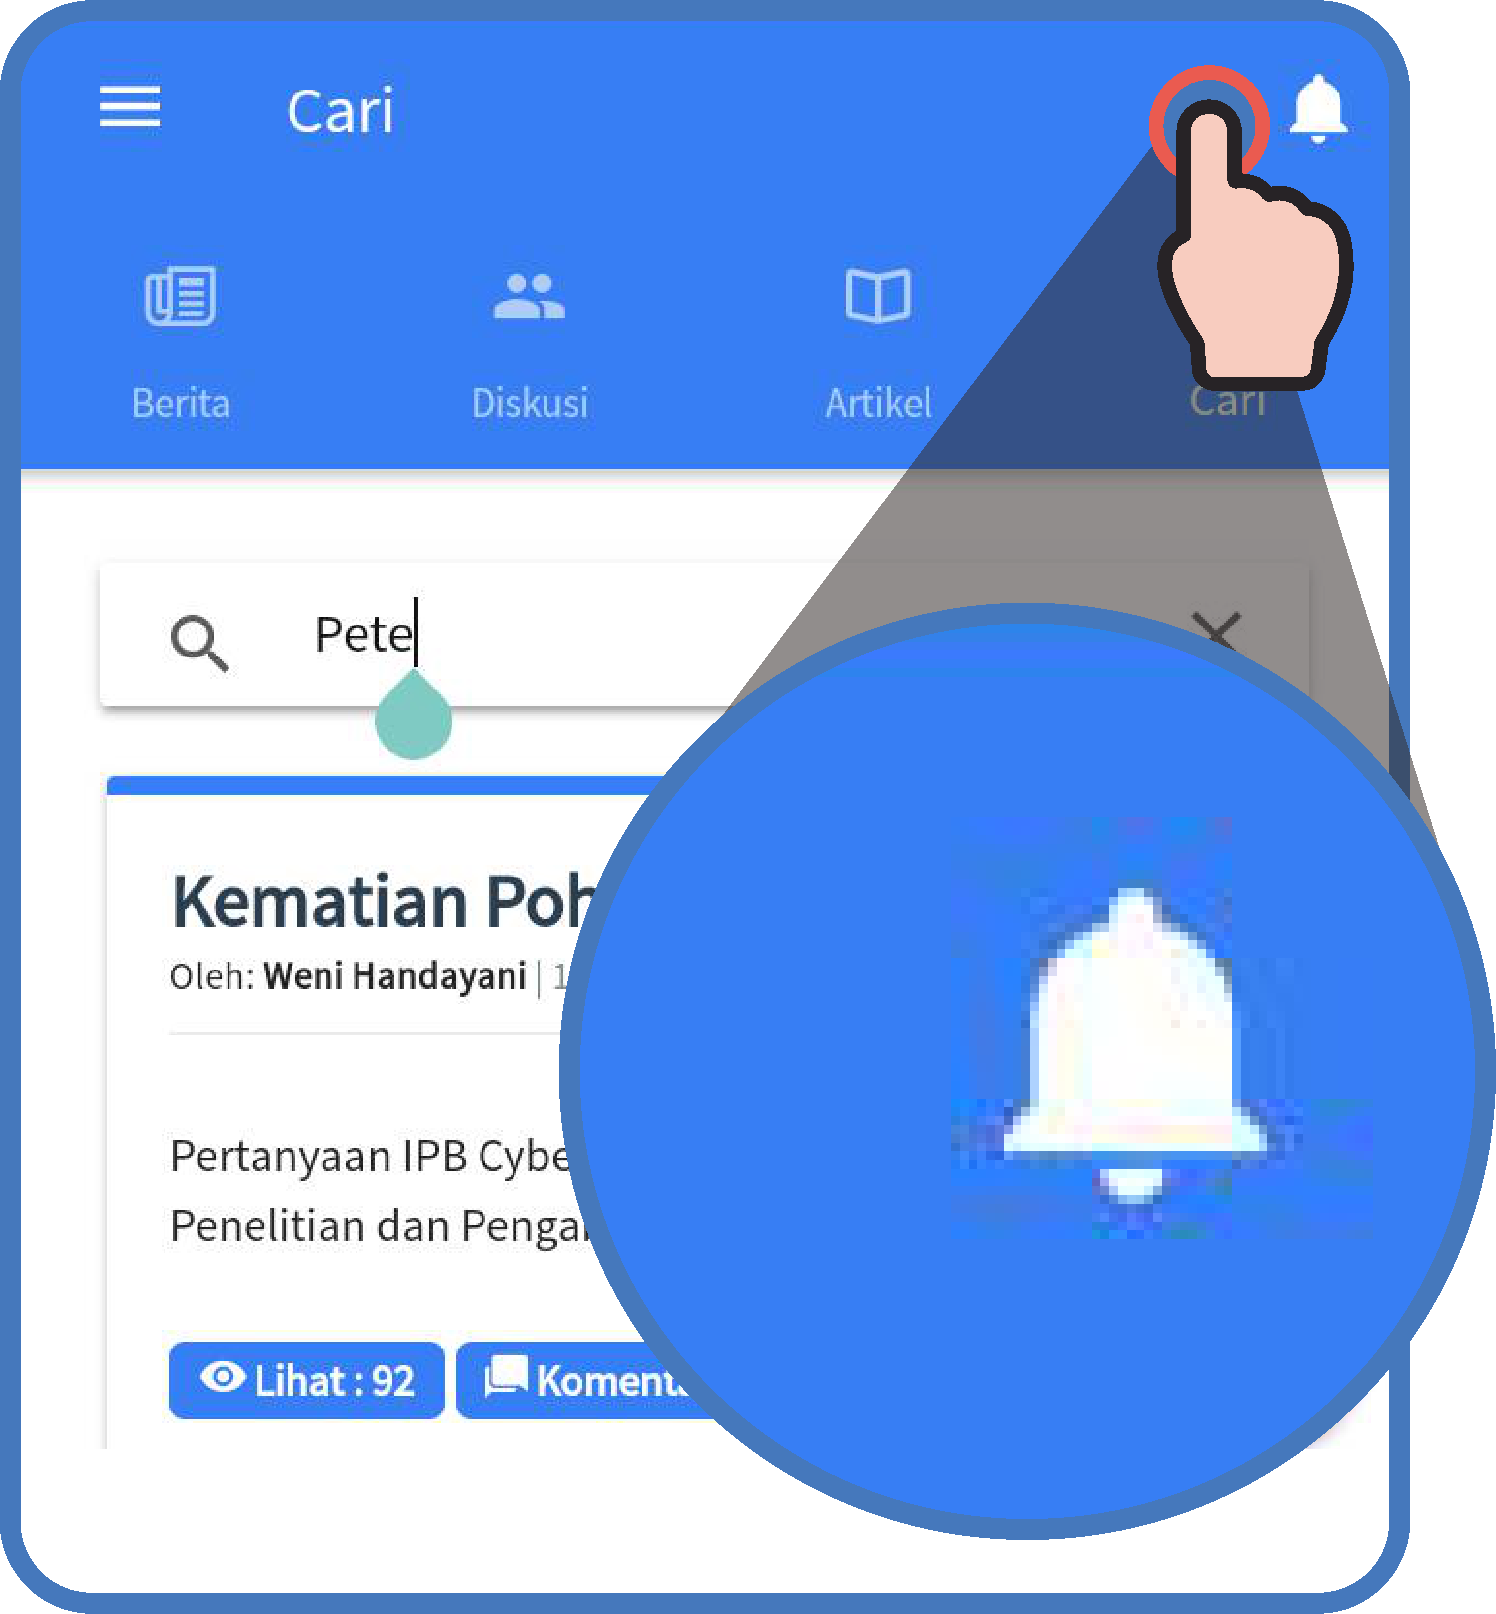 Cari
Berita
Diskusi
Artikel
Cari
Pete
Kematian Poh
Oleh: Weni Handayani | 1
Pertanyaan IPB Cybe
Penelitian dan Penga
Lihat : 92
Koment